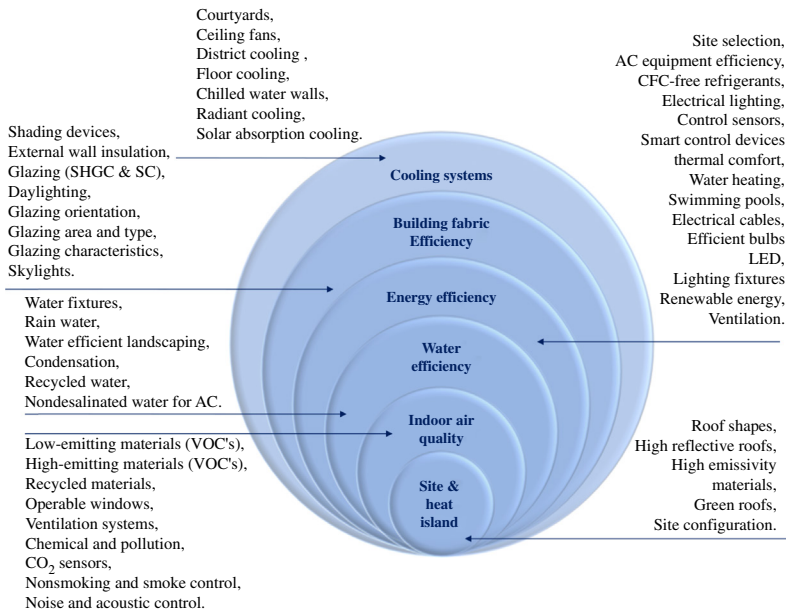 Courtyards,
Ceiling fans,
District cooling ,
Floor cooling,
Chilled water walls,
Radiant cooling,
Solar absorption cooling.
Shading devices,
External wall insulation,
Glazing (SHGC & SC),
Daylighting,
Glazing orientation,
Glazing area and type,
Glazing characteristics,
Skylights.
Water fixtures,
Rain water,
Water efficient landscaping,
Condensation,
Recycled water,
Nondesalinated water for AC.
Low-emitting materials (VOC's),
High-emitting materials (VOC's),
Recycled materials,
Operable windows,
Ventilation systems,
Chemical and pollution,
CO2 sensors,
Nonsmoking and smoke control,
Noise and acoustic control.
Cooling systems
Building fabric
Efficiency
Energy efficiency
Water
efficiency
Indoor air
quality
Site &
heat
island
Site selection,
AC equipment efficiency,
CFC-free refrigerants,
Electrical lighting,
Control sensors,
Smart control devices
thermal comfort,
Water heating,
Swimming pools,
Electrical cables,
Efficient bulbs
LED,
Lighting fixtures
Renewable energy,
Ventilation.
Roof shapes,
High reflective roofs,
High emissivity
materials,
Green roofs,
Site configuration.